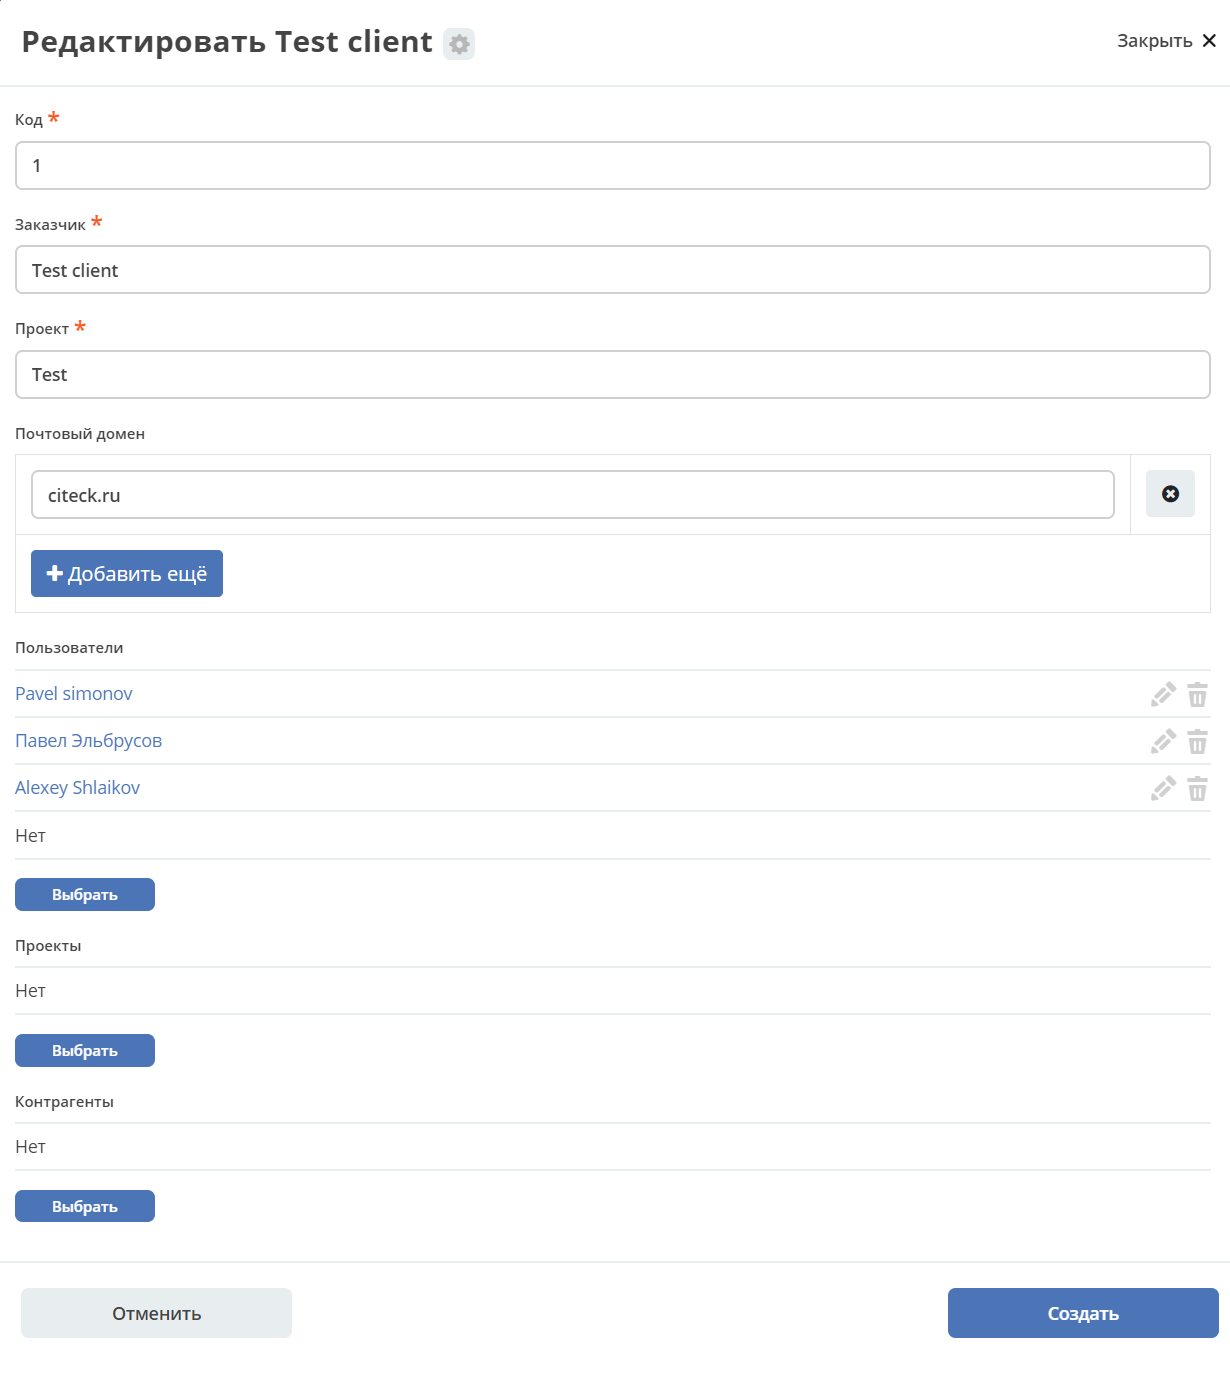 Редактировать Test client
Закрыть
Код *
1
Заказчик *
Test client
Проект *
Test
Почтовый домен
citeck.ru
Добавить ещё
Пользователи
Pavel simonov
Павел Эльбрусов
Alexey Shlaikov
Нет
Выбрать
Проекты
Нет
Выбрать
Контрагенты
Нет
Выбрать
Отменить
Создать